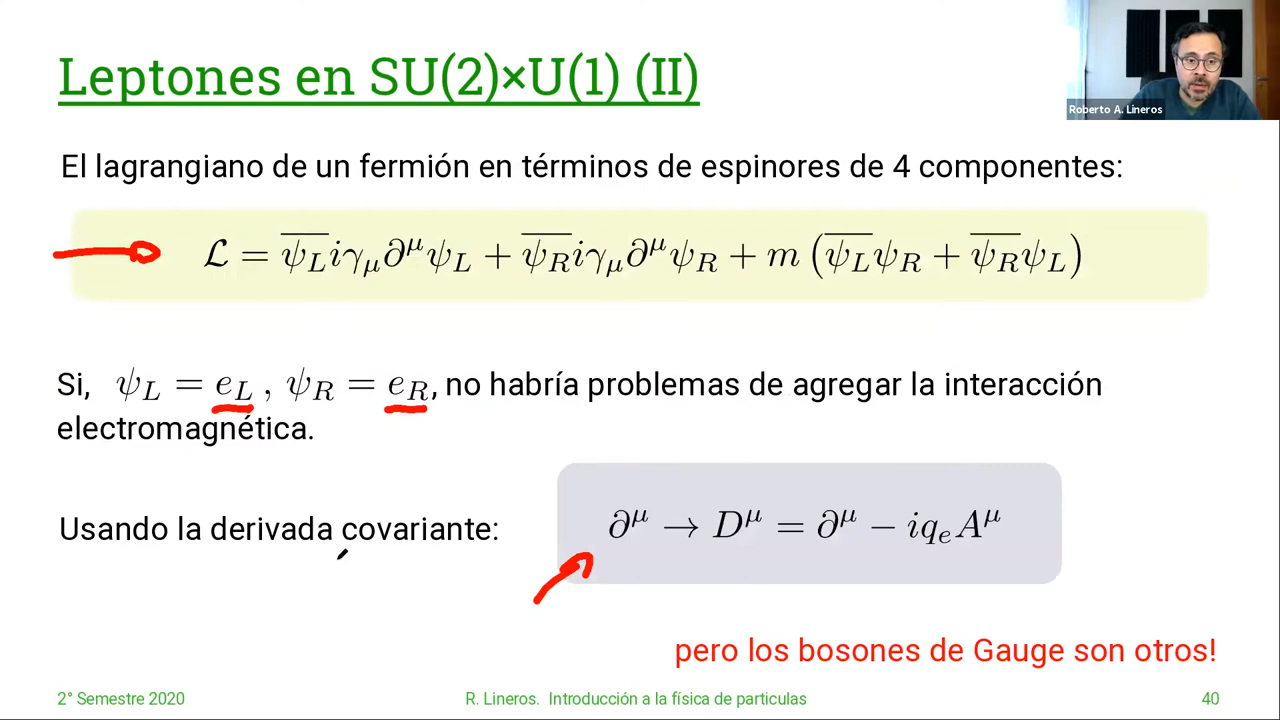 Leptones en SU(2)×U(1) (II)
Roberto A. Lineros
El lagrangiano de un fermión en términos de espinores de 4 componentes:
ℒ = ψ̅_L iγ_μ ∂^μ ψ_L + ψ̅_R iγ_μ ∂^μ ψ_R + m (ψ̅_L ψ_R + ψ̅_R ψ_L)
Si, ψ_L = e_L , ψ_R = e_R, no habría problemas de agregar la interacción
electromagnética.
Usando la derivada covariante: ∂^μ → D^μ = ∂^μ − iq_e A^μ
pero los bosones de Gauge son otros!
2° Semestre 2020 R. Lineros. Introducción a la física de particulas 40